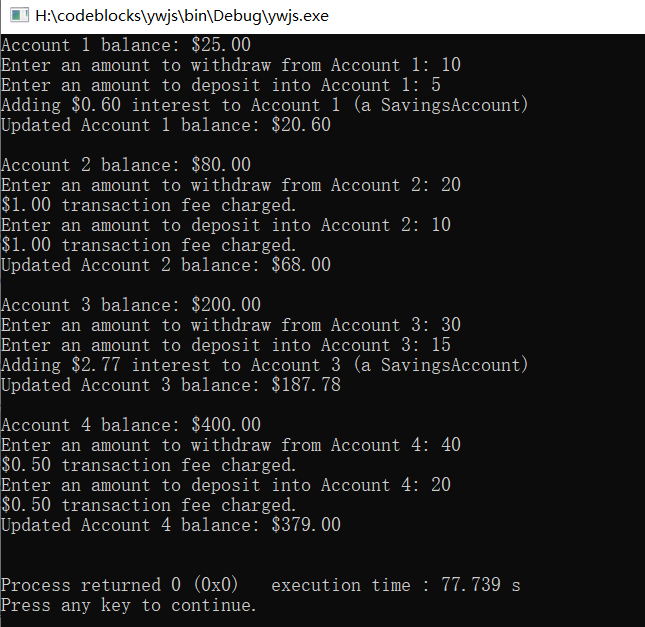 H:\codeblocks\ywjs\bin\Debug\ywjs.exe
Account 1 balance: $25.00
Enter an amount to withdraw from Account 1: 10
Enter an amount to deposit into Account 1: 5
Adding $0.60 interest to Account 1 (a SavingsAccount)
Updated Account 1 balance: $20.60
Account 2 balance: $80.00
Enter an amount to withdraw from Account 2: 20
$1.00 transaction fee charged.
Enter an amount to deposit into Account 2: 10
$1.00 transaction fee charged.
Updated Account 2 balance: $68.00
Account 3 balance: $200.00
Enter an amount to withdraw from Account 3: 30
Enter an amount to deposit into Account 3: 15
Adding $2.77 interest to Account 3 (a SavingsAccount)
Updated Account 3 balance: $187.78
Account 4 balance: $400.00
Enter an amount to withdraw from Account 4: 40
$0.50 transaction fee charged.
Enter an amount to deposit into Account 4: 20
$0.50 transaction fee charged.
Updated Account 4 balance: $379.00
Process returned 0 (0x0)   execution time : 77.739 s
Press any key to continue.